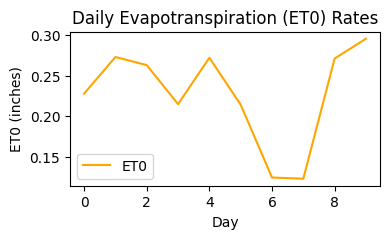 Daily Evapotranspiration (ET0) Rates
0.30
0.25
0.20
0.15
ET0 (inches)
ET0
0 2 4 6 8
Day